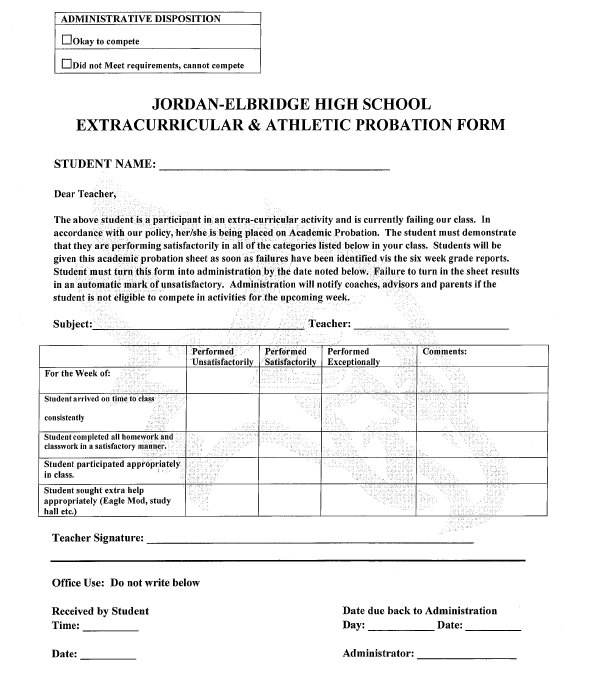 ADMINISTRATIVE DISPOSITION
Okay to compete
Did not Meet requirements, cannot compete
JORDAN-ELBRIDGE HIGH SCHOOL
EXTRACURRICULAR & ATHLETIC PROBATION FORM
STUDENT NAME:
Dear Teacher,
The above student is a participant in an extra-curricular activity and is currently failing our class. In
accordance with our policy, her/she is being placed on Academic Probation. The student must demonstrate
that they are performing satisfactorily in all of the categories listed below in your class. Students will be
given this academic probation sheet as soon as failures have been identified vis the six week grade reports.
Student must turn this form into administration by the date noted below. Failure to turn in the sheet results
in an automatic mark of unsatisfactory. Administration will notify coaches, advisors and parents if the
student is not eligible to compete in activities for the upcoming week.
Subject: Teacher:
Performed Unsatisfactorily Performed Satisfactorily Performed Exceptionally Comments:
For the Week of:
Student arrived on time to class
consistently
Student completed all homework and
classwork in a satisfactory manner.
Student participated appropriately
in class.
Student sought extra help
appropriately (Eagle Mod, study
hall etc.)
Teacher Signature:
Office Use: Do not write below
Received by Student Date due back to Administration
Time: Day: Date:
Date: Administrator: